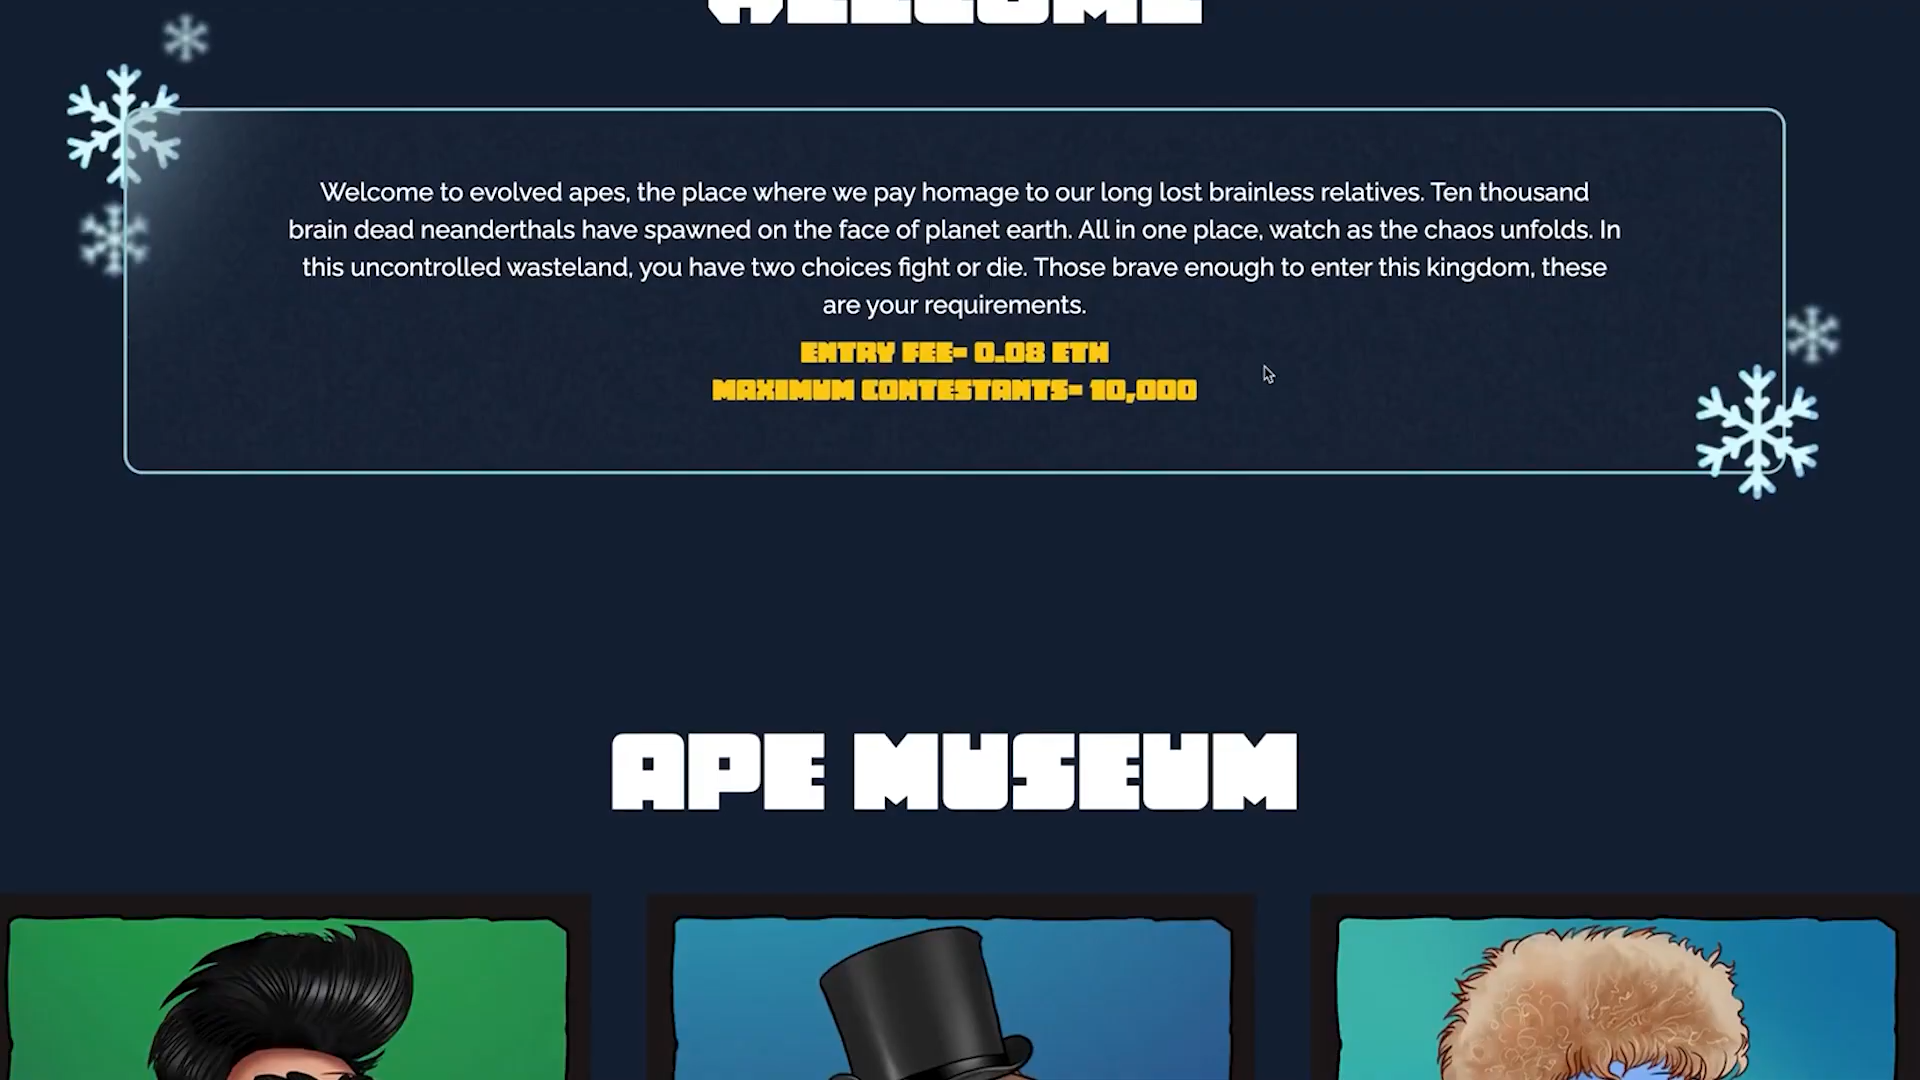 WELCOME
Welcome to evolved apes, the place where we pay homage to our long lost brainless relatives. Ten thousand
brain dead neanderthals have spawned on the face of planet earth. All in one place, watch as the chaos unfolds. In
this uncontrolled wasteland, you have two choices fight or die. Those brave enough to enter this kingdom, these
are your requirements.
ENTRY FEE= 0.08 ETH
MAXIMUM CONTESTANTS= 10,000
APE MUSEUM